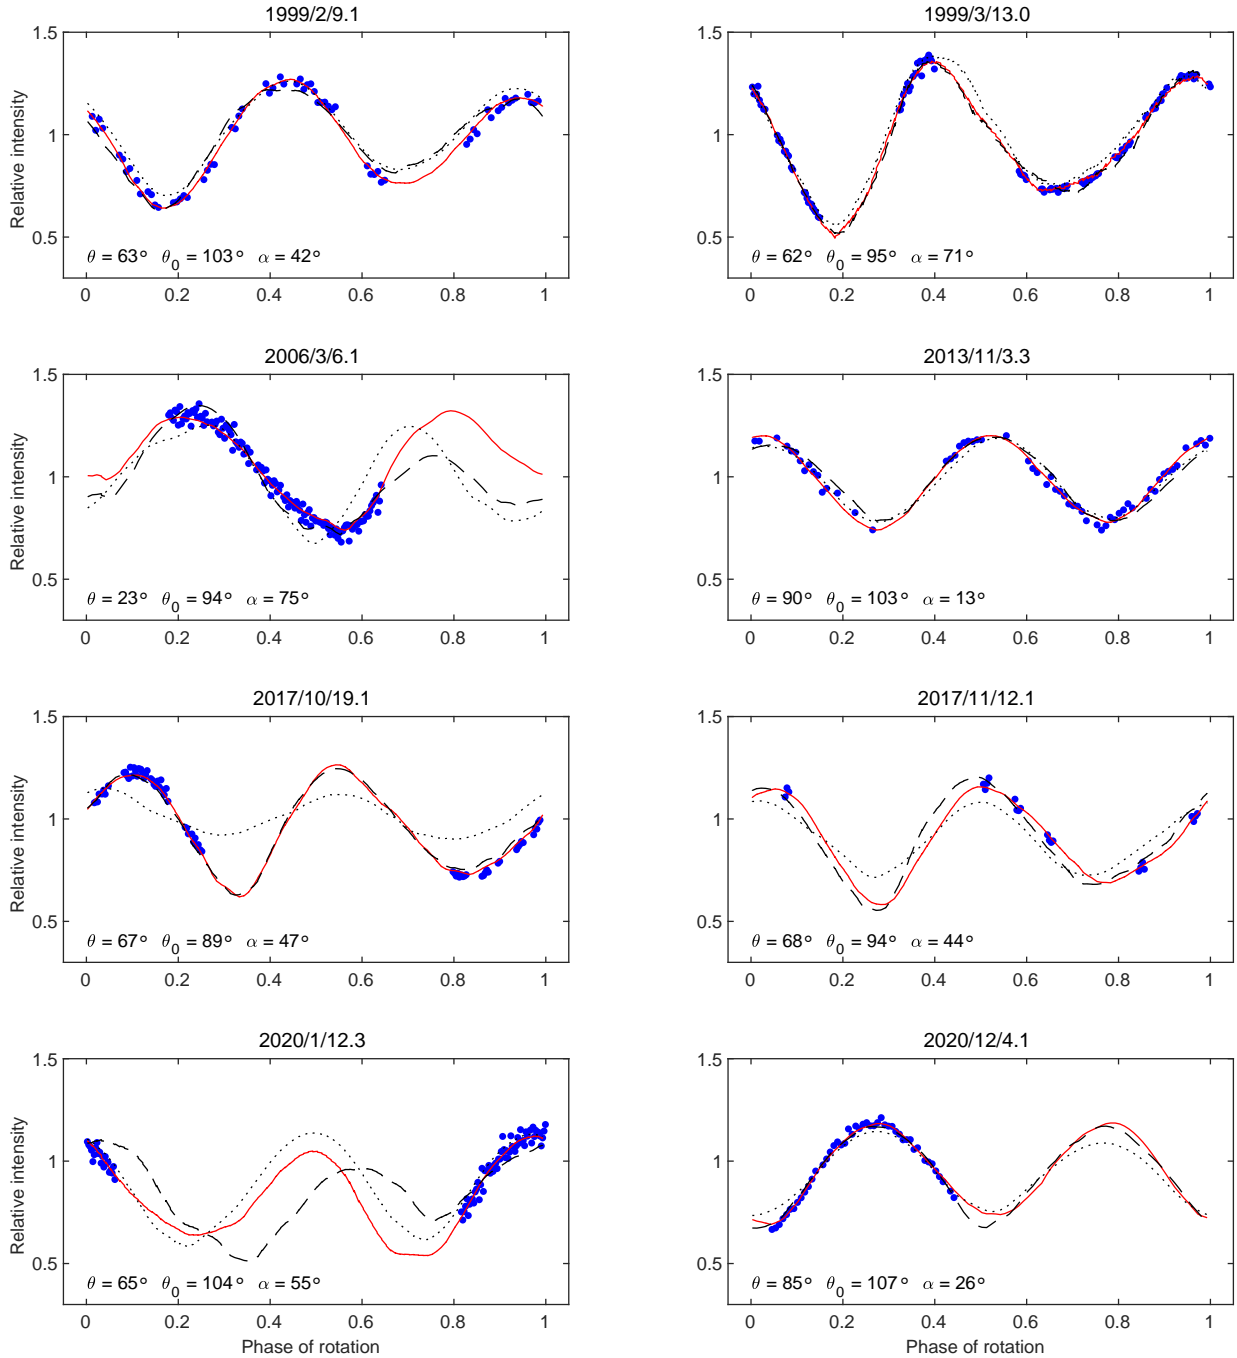 1999/2/9.1
1999/3/13.0
1.5
1
0.5
Relative intensity
θ = 63° θ₀ = 103° α = 42°
0 0.2 0.4 0.6 0.8 1
1.5
1
0.5
θ = 62° θ₀ = 95° α = 71°
0 0.2 0.4 0.6 0.8 1
2006/3/6.1
2013/11/3.3
1.5
1
0.5
Relative intensity
θ = 23° θ₀ = 94° α = 75°
0 0.2 0.4 0.6 0.8 1
1.5
1
0.5
θ = 90° θ₀ = 103° α = 13°
0 0.2 0.4 0.6 0.8 1
2017/10/19.1
2017/11/12.1
1.5
1
0.5
Relative intensity
θ = 67° θ₀ = 89° α = 47°
0 0.2 0.4 0.6 0.8 1
1.5
1
0.5
θ = 68° θ₀ = 94° α = 44°
0 0.2 0.4 0.6 0.8 1
2020/1/12.3
2020/12/4.1
1.5
1
0.5
Relative intensity
θ = 65° θ₀ = 104° α = 55°
0 0.2 0.4 0.6 0.8 1
Phase of rotation
1.5
1
0.5
θ = 85° θ₀ = 107° α = 26°
0 0.2 0.4 0.6 0.8 1
Phase of rotation